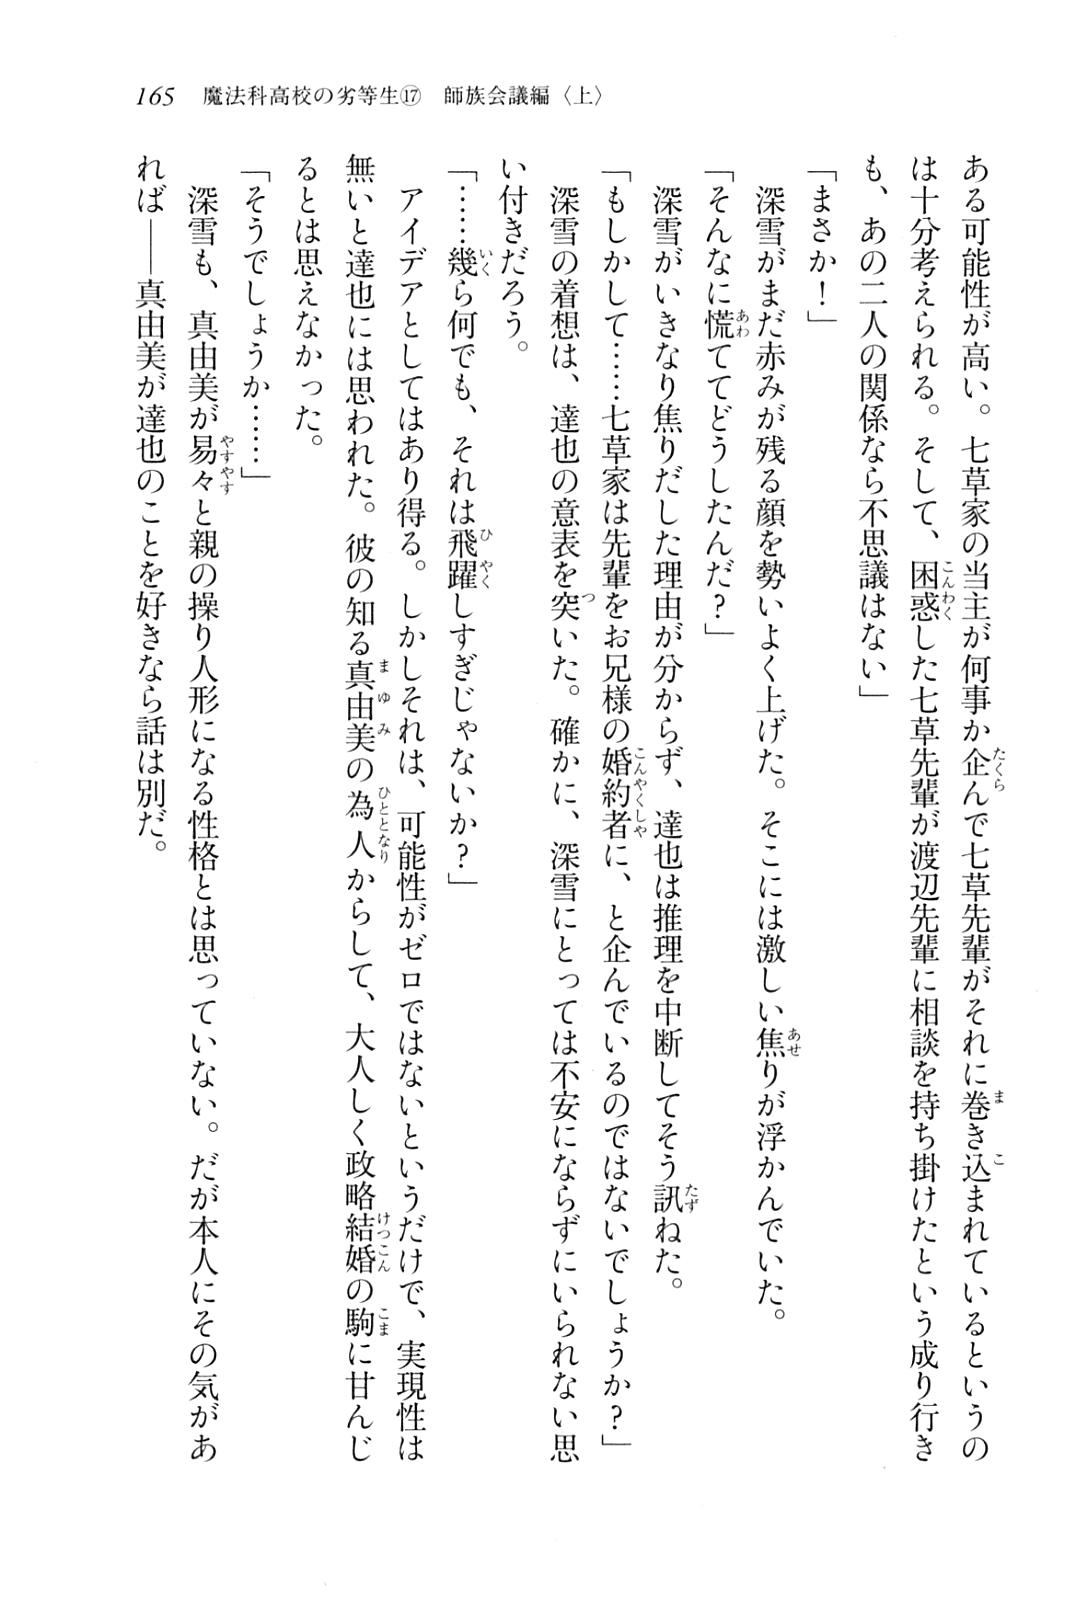 165　魔法科高校の劣等生⑰　師族会議編〈上〉
ある可能性が高い。七草家の当主が何事か企んで七草先輩がそれに巻き込まれているというの
は十分考えられる。そして、困惑した七草先輩が渡辺先輩に相談を持ち掛けたという成り行き
も、あの二人の関係なら不思議はない」
「まさか！」
　深雪がまだ赤みが残る顔を勢いよく上げた。そこには激しい焦りが浮かんでいた。
「そんなに慌ててどうしたんだ？」
　深雪がいきなり焦りだした理由が分からず、達也は推理を中断してそう訊ねた。
「もしかして……七草家は先輩をお兄様の婚約者に、と企んでいるのではないでしょうか？」
　深雪の着想は、達也の意表を突いた。確かに、深雪にとっては不安にならずにいられない思
い付きだろう。
「……幾ら何でも、それは飛躍しすぎじゃないか？」
　アイデアとしてはあり得る。しかしそれは、可能性がゼロではないというだけで、実現性は
無いと達也には思われた。彼の知る真由美の為人からして、大人しく政略結婚の駒に甘んじ
るとは思えなかった。
「そうでしょうか……」
　深雪も、真由美が易々と親の操り人形になる性格とは思っていない。だが本人にその気があ
れば――真由美が達也のことを好きなら話は別だ。